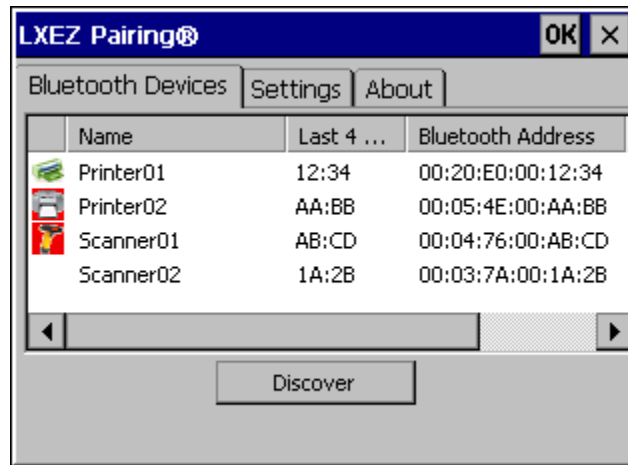 LXEZ Pairing® OK ×
Bluetooth Devices Settings About
Name Last 4 ... Bluetooth Address
Printer01 12:34 00:20:E0:00:12:34
Printer02 AA:BB 00:05:4E:00:AA:BB
Scanner01 AB:CD 00:04:76:00:AB:CD
Scanner02 1A:2B 00:03:7A:00:1A:2B
Discover